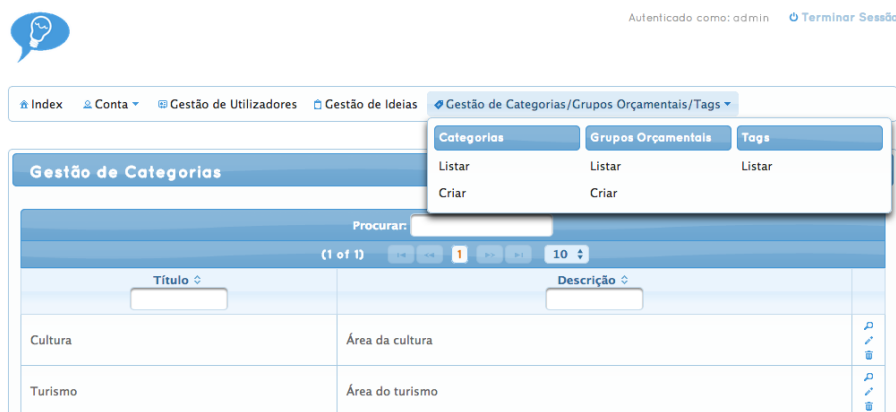 Autenticado como: admin Terminar Sessão
Index Conta Gestão de Utilizadores Gestão de Ideias Gestão de Categorias/Grupos Orçamentais/Tags
Categorias Grupos Orçamentais Tags
Listar Listar Listar
Criar Criar
Gestão de Categorias
Procurar:
(1 of 1) 1 10
Título Descrição
Cultura Área da cultura
Turismo Área do turismo